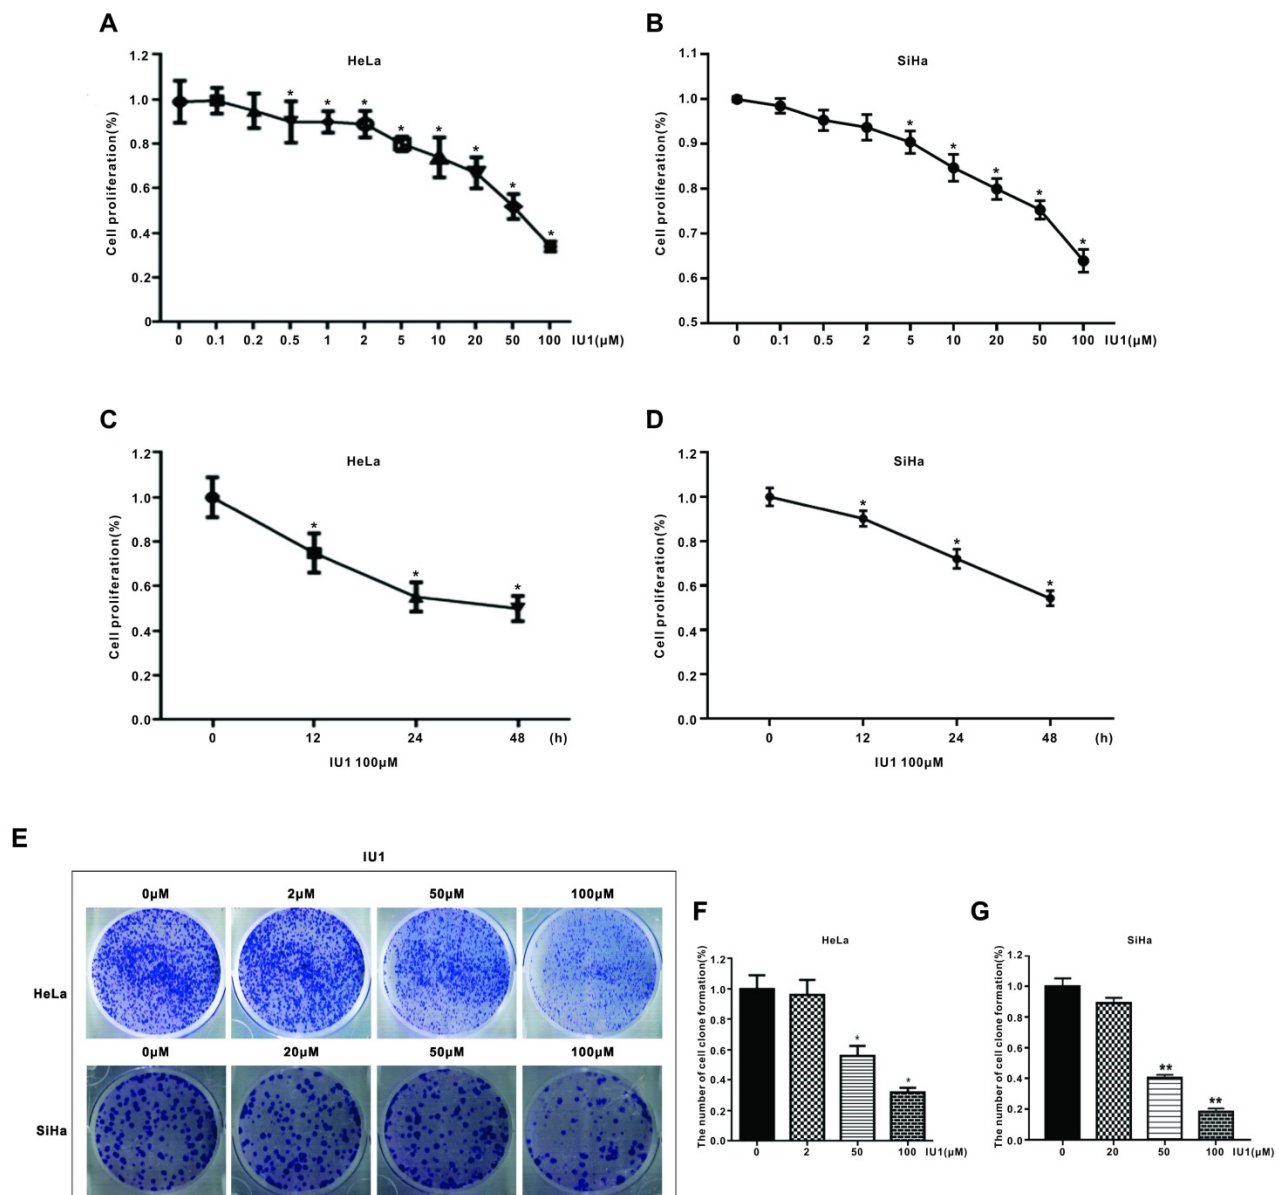 A
HeLa
Cell proliferation(%)
1.2
1.0
0.8
0.6
0.4
0.2
0
* * * * * * * *
0 0.1 0.2 0.5 1 2 5 10 20 50 100 IU1(μM)
B
SiHa
Cell proliferation(%)
1.1
1.0
0.9
0.8
0.7
0.6
0.5
* * * * *
0 0.1 0.5 2 5 10 20 50 100 IU1(μM)
C
HeLa
Cell proliferation(%)
1.2
1.0
0.8
0.6
0.4
0.2
0.0
* * *
0 12 24 48 (h)
IU1 100μM
D
SiHa
Cell proliferation(%)
1.2
1.0
0.8
0.6
0.4
0.2
0.0
* * *
0 12 24 48 (h)
IU1 100μM
E
IU1
0μM 2μM 50μM 100μM
HeLa
0μM 20μM 50μM 100μM
SiHa
F
HeLa
The number of cell clone formation(%)
1.2
1.0
0.8
0.6
0.4
0.2
0.0
* *
0 2 50 100 IU1(μM)
G
SiHa
The number of cell clone formation(%)
1.2
1.0
0.8
0.6
0.4
0.2
0.0
** **
0 20 50 100 IU1(μM)